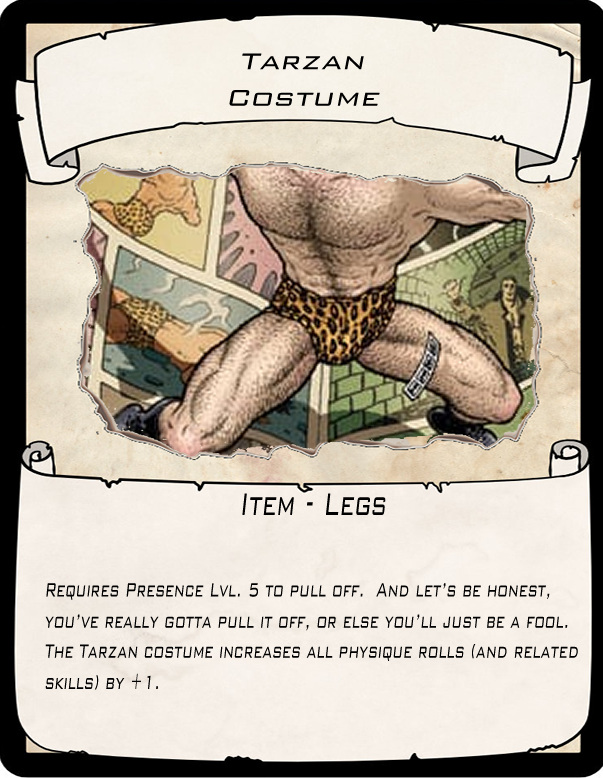 Tarzan
Costume
Item - Legs
Requires Presence Lvl. 5 to pull off. And let's be honest,
you've really gotta pull it off, or else you'll just be a fool.
The Tarzan costume increases all physique rolls (and related
skills) by +1.